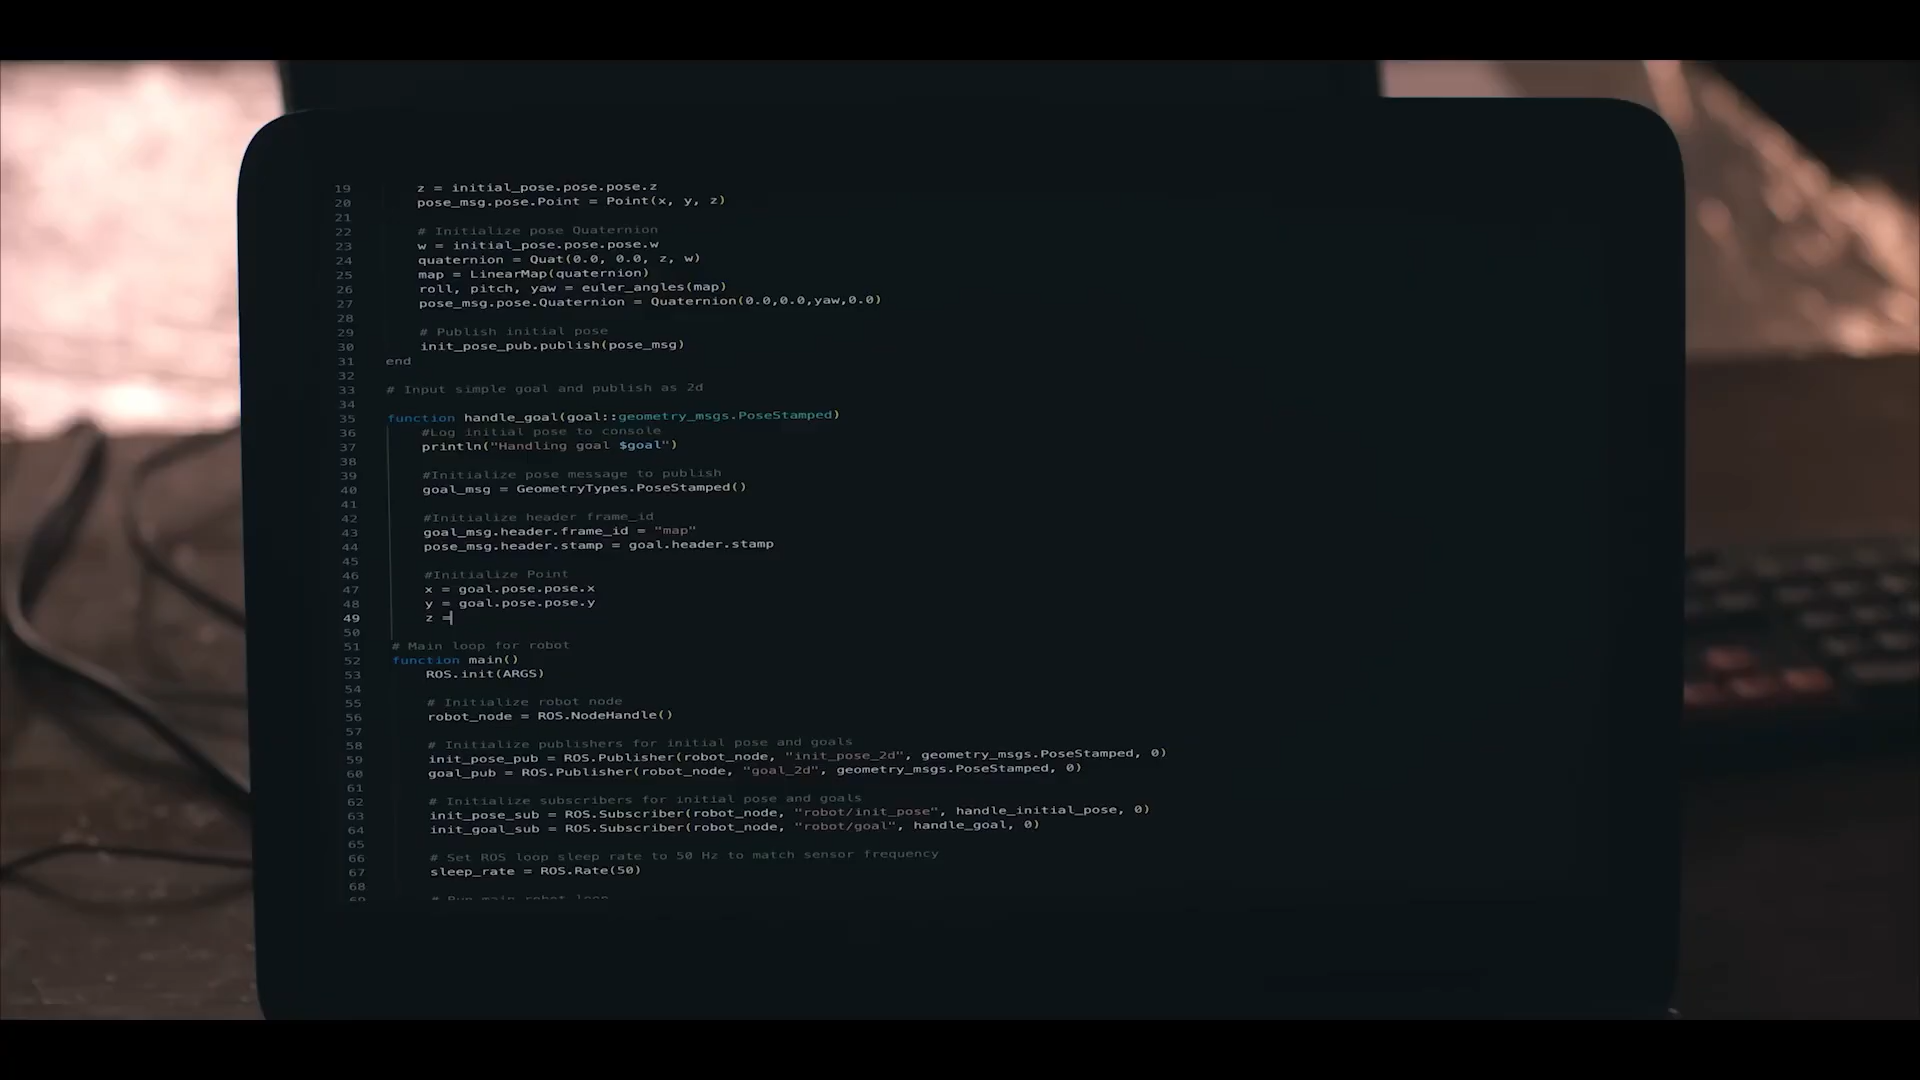 19 z = initial_pose.pose.pose.z
20 pose_msg.pose.Point = Point(x, y, z)
21
22 # Initialize pose Quaternion
23 w = initial_pose.pose.pose.w
24 quaternion = Quat(0.0, 0.0, z, w)
25 map = LinearMap(quaternion)
26 roll, pitch, yaw = euler_angles(map)
27 pose_msg.pose.Quaternion = Quaternion(0.0,0.0,yaw,0.0)
28
29 # Publish initial pose
30 init_pose_pub.publish(pose_msg)
31 end
32
33 # Input simple goal and publish as 2d
34
35 function handle_goal(goal::geometry_msgs.PoseStamped)
36 #Log initial pose to console
37 println("Handling goal $goal")
38
39 #Initialize pose message to publish
40 goal_msg = GeometryTypes.PoseStamped()
41
42 #Initialize header frame_id
43 goal_msg.header.frame_id = "map"
44 pose_msg.header.stamp = goal.header.stamp
45
46 #Initialize Point
47 x = goal.pose.pose.x
48 y = goal.pose.pose.y
49 z =
50
51 # Main loop for robot
52 function main()
53 ROS.init(ARGS)
54
55 # Initialize robot node
56 robot_node = ROS.NodeHandle()
57
58 # Initialize publishers for initial pose and goals
59 init_pose_pub = ROS.Publisher(robot_node, "init_pose_2d", geometry_msgs.PoseStamped, 0)
60 goal_pub = ROS.Publisher(robot_node, "goal_2d", geometry_msgs.PoseStamped, 0)
61
62 # Initialize subscribers for initial pose and goals
63 init_pose_sub = ROS.Subscriber(robot_node, "robot/init_pose", handle_initial_pose, 0)
64 init_goal_sub = ROS.Subscriber(robot_node, "robot/goal", handle_goal, 0)
65
66 # Set ROS loop sleep rate to 50 Hz to match sensor frequency
67 sleep_rate = ROS.Rate(50)
68
69 # Run main robot loop